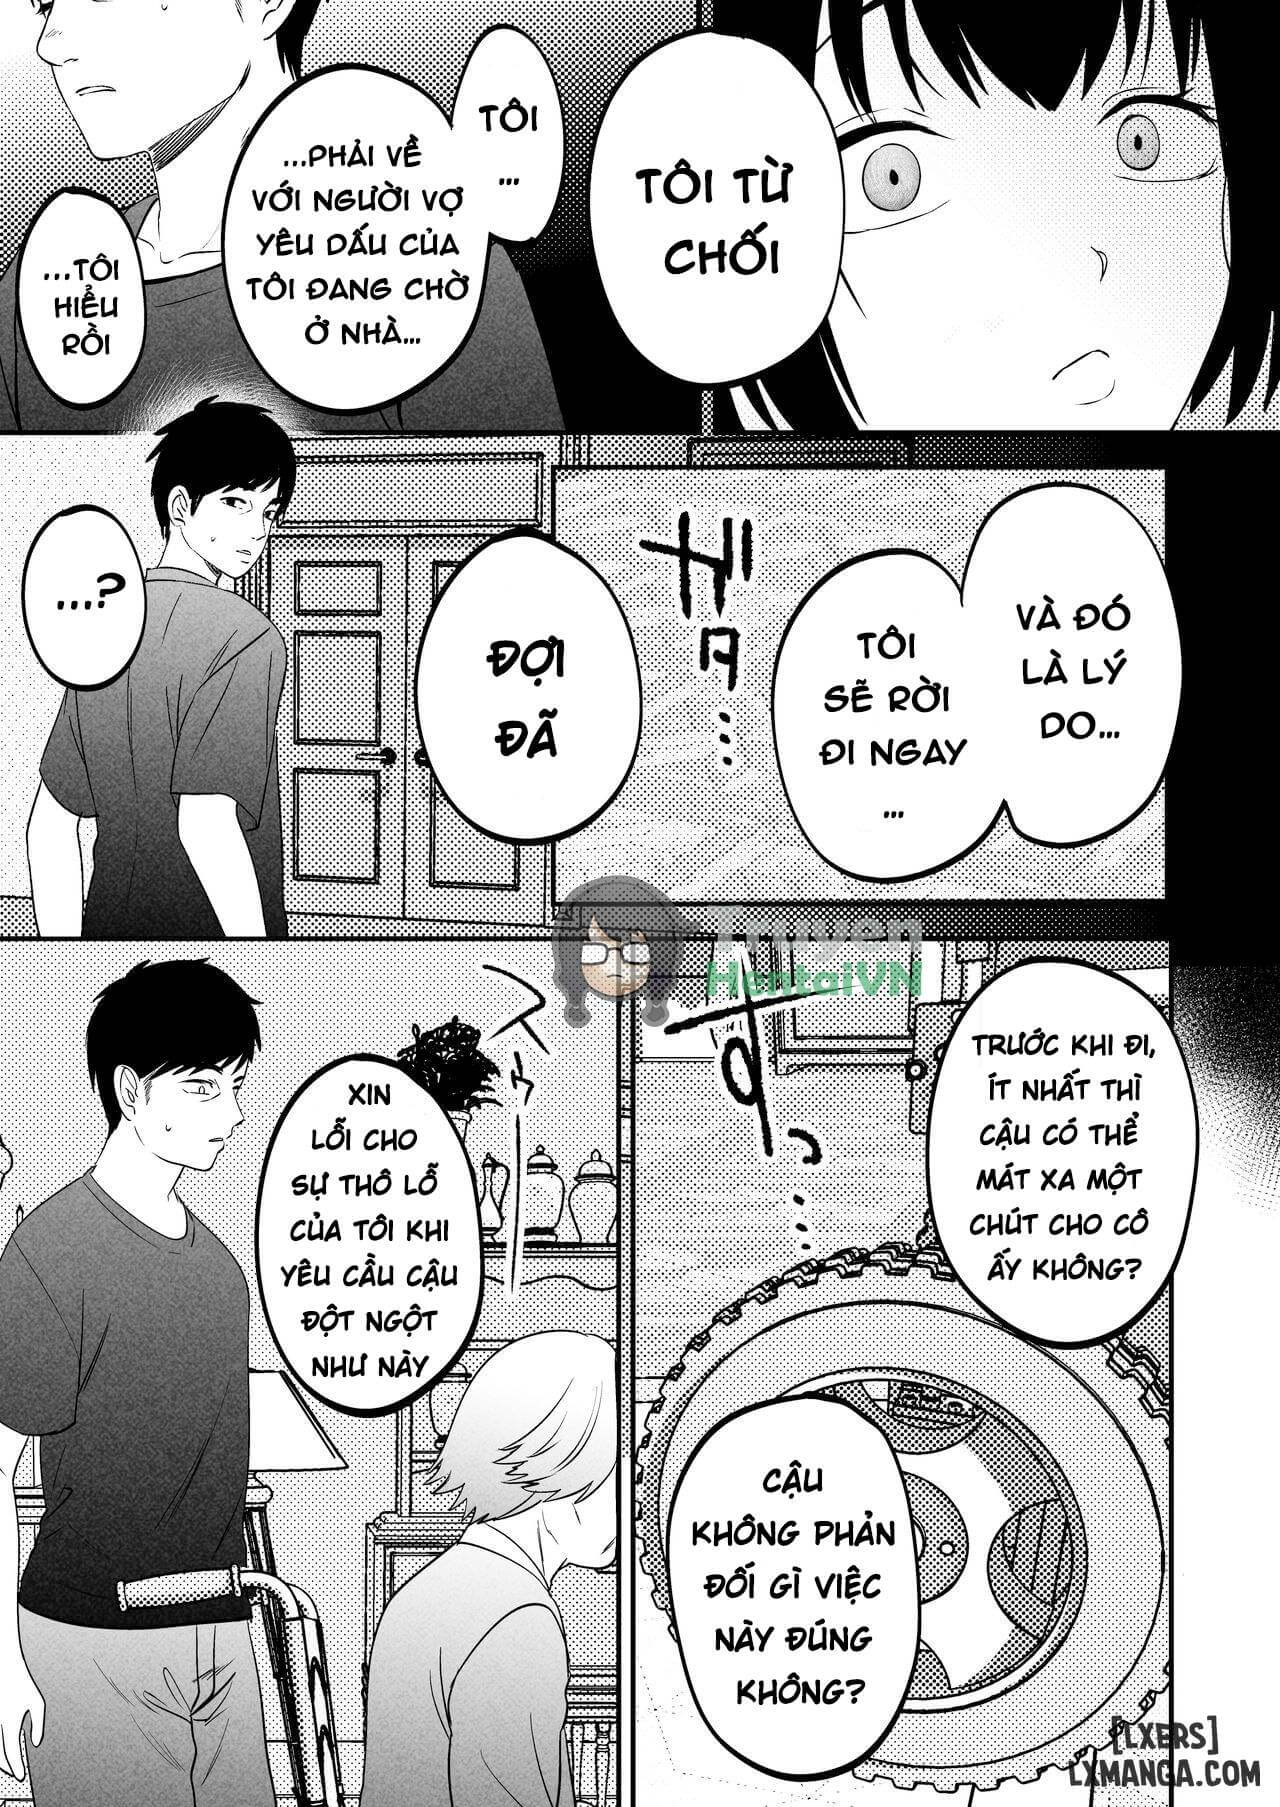 TÔI TỪ
CHỐI
TÔI
...
...PHẢI VỀ
VỚI NGƯỜI VỢ
YÊU DẤU CỦA
TÔI ĐANG CHỜ
Ở NHÀ...
...TÔI
HIỂU
RỒI
VÀ ĐÓ
LÀ LÝ
DO...
TÔI
SẼ RỜI
ĐI NGAY
...
ĐỢI
ĐÃ
...?
Truyen
HentaiVN
TRƯỚC KHI ĐI,
ÍT NHẤT THÌ
CẬU CÓ THỂ
MÁT XA MỘT
CHÚT CHO CÔ
ẤY KHÔNG?
CẬU
KHÔNG PHẢN
ĐỐI GÌ VIỆC
NÀY ĐÚNG
KHÔNG?
XIN
LỖI CHO
SỰ THÔ LỖ
CỦA TÔI KHI
YÊU CẦU CẬU
ĐỘT NGỘT
NHƯ NÀY
[LXERS]
LXMANGA.COM